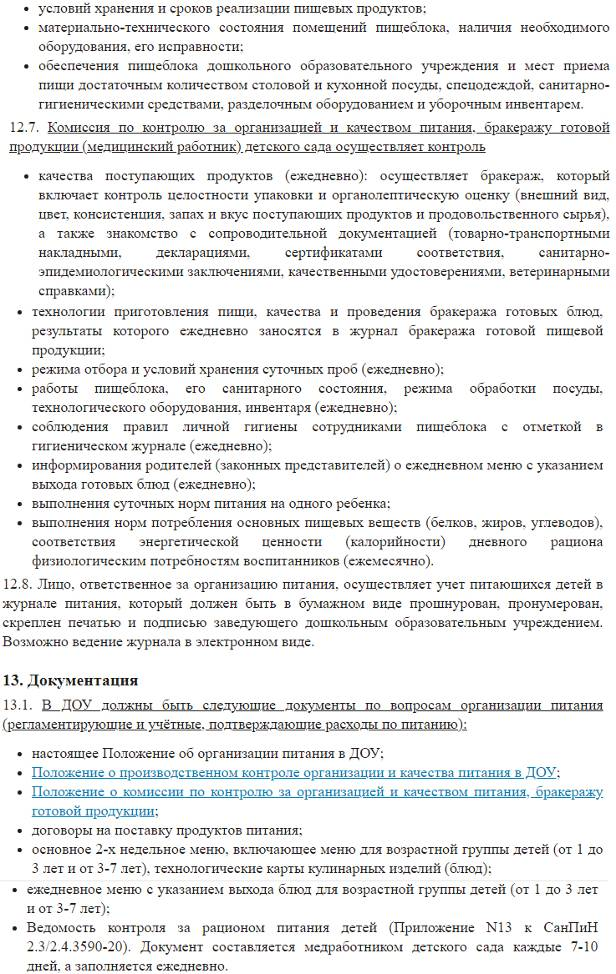 • условий хранения и сроков реализации пищевых продуктов;
• материально-технического состояния помещений пищеблока, наличия необходимого
оборудования, его исправности;
• обеспечения пищеблока дошкольного образовательного учреждения и мест приема
пищи достаточным количеством столовой и кухонной посуды, спецодеждой, санитарно-
гигиеническими средствами, разделочным оборудованием и уборочным инвентарем.
12.7. Комиссия по контролю за организацией и качеством питания, бракеражу готовой
продукции (медицинский работник) детского сада осуществляет контроль
• качества поступающих продуктов (ежедневно): осуществляет бракераж, который
включает контроль целостности упаковки и органолептическую оценку (внешний вид,
цвет, консистенция, запах и вкус поступающих продуктов и продовольственного сырья),
а также знакомство с сопроводительной документацией (товарно-транспортными
накладными, декларациями, сертификатами соответствия, санитарно-
эпидемиологическими заключениями, качественными удостоверениями, ветеринарными
справками);
• технологии приготовления пищи, качества и проведения бракеража готовых блюд,
результаты которого ежедневно заносятся в журнал бракеража готовой пищевой
продукции;
• режима отбора и условий хранения суточных проб (ежедневно);
• работы пищеблока, его санитарного состояния, режима обработки посуды,
технологического оборудования, инвентаря (ежедневно);
• соблюдения правил личной гигиены сотрудниками пищеблока с отметкой в
гигиеническом журнале (ежедневно);
• информирования родителей (законных представителей) о ежедневном меню с указанием
выхода готовых блюд (ежедневно);
• выполнения суточных норм питания на одного ребенка;
• выполнения норм потребления основных пищевых веществ (белков, жиров, углеводов),
соответствия энергетической ценности (калорийности) дневного рациона
физиологическим потребностям воспитанников (ежемесячно).
12.8. Лицо, ответственное за организацию питания, осуществляет учет питающихся детей в
журнале питания, который должен быть в бумажном виде прошнурован, пронумерован,
скреплен печатью и подписью заведующего дошкольным образовательным учреждением.
Возможно ведение журнала в электронном виде.
13. Документация
13.1. В ДОУ должны быть следующие документы по вопросам организации питания
(регламентирующие и учётные, подтверждающие расходы по питанию):
• настоящее Положение об организации питания в ДОУ;
• Положение о производственном контроле организации и качества питания в ДОУ;
• Положение о комиссии по контролю за организацией и качеством питания, бракеражу
готовой продукции;
• договоры на поставку продуктов питания;
• основное 2-х недельное меню, включающее меню для возрастной группы детей (от 1 до
3 лет и от 3-7 лет), технологические карты кулинарных изделий (блюд);
• ежедневное меню с указанием выхода блюд для возрастной группы детей (от 1 до 3 лет
и от 3-7 лет);
• Ведомость контроля за рационом питания детей (Приложение N13 к СанПиН
2.3/2.4.3590-20). Документ составляется медработником детского сада каждые 7-10
дней, а заполняется ежедневно.